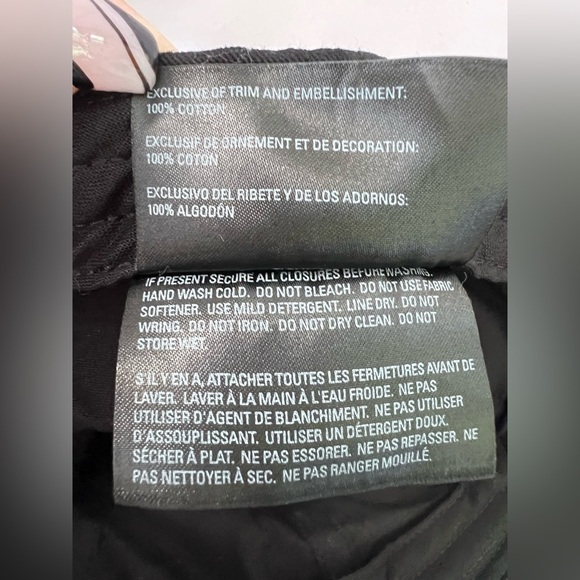 EXCLUSIVE OF TRIM AND EMBELLISHMENT:
100% COTTON
EXCLUSIF DE ORNEMENT ET DE DECORATION:
100% COTON
EXCLUSIVO DEL RIBETE Y DE LOS ADORNOS:
100% ALGODÓN
IF PRESENT SECURE ALL CLOSURES BEFORE WASHING.
HAND WASH COLD. DO NOT BLEACH. DO NOT USE FABRIC
SOFTENER. USE MILD DETERGENT. LINE DRY. DO NOT
WRING. DO NOT IRON. DO NOT DRY CLEAN. DO NOT
STORE WET.
S'IL Y EN A, ATTACHER TOUTES LES FERMETURES AVANT DE
LAVER. LAVER À LA MAIN À L'EAU FROIDE. NE PAS
UTILISER D'AGENT DE BLANCHIMENT. NE PAS UTILISER
D'ASSOUPLISSANT. UTILISER UN DÉTERGENT DOUX.
SÉCHER À PLAT. NE PAS ESSORER. NE PAS REPASSER. NE
PAS NETTOYER À SEC. NE PAS RANGER MOUILLÉ.